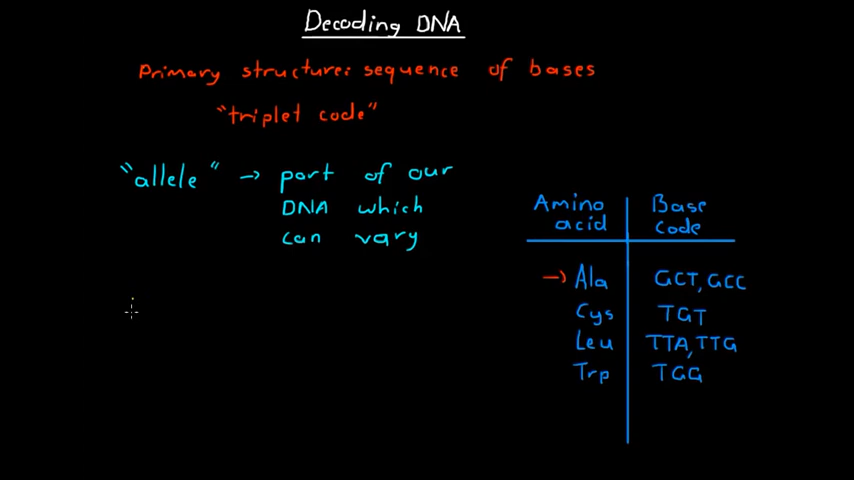 Decoding DNA
Primary structure: sequence of bases
"triplet code"
"allele" → part of our
DNA which
can vary
Amino acid | Base code
→ Ala | GCT, GCC
Cys | TGT
Leu | TTA, TTG
Trp | TGG